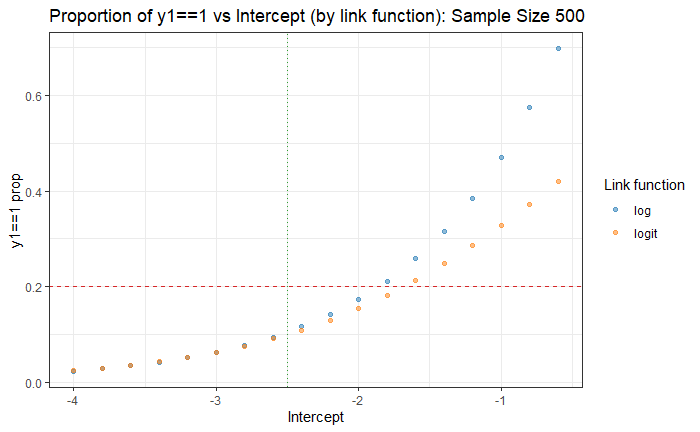 Proportion of y1==1 vs Intercept (by link function): Sample Size 500
y1==1 prop
0.6
0.4
0.2
0.0
-4
-3
-2
-1
Intercept
Link function
log
logit